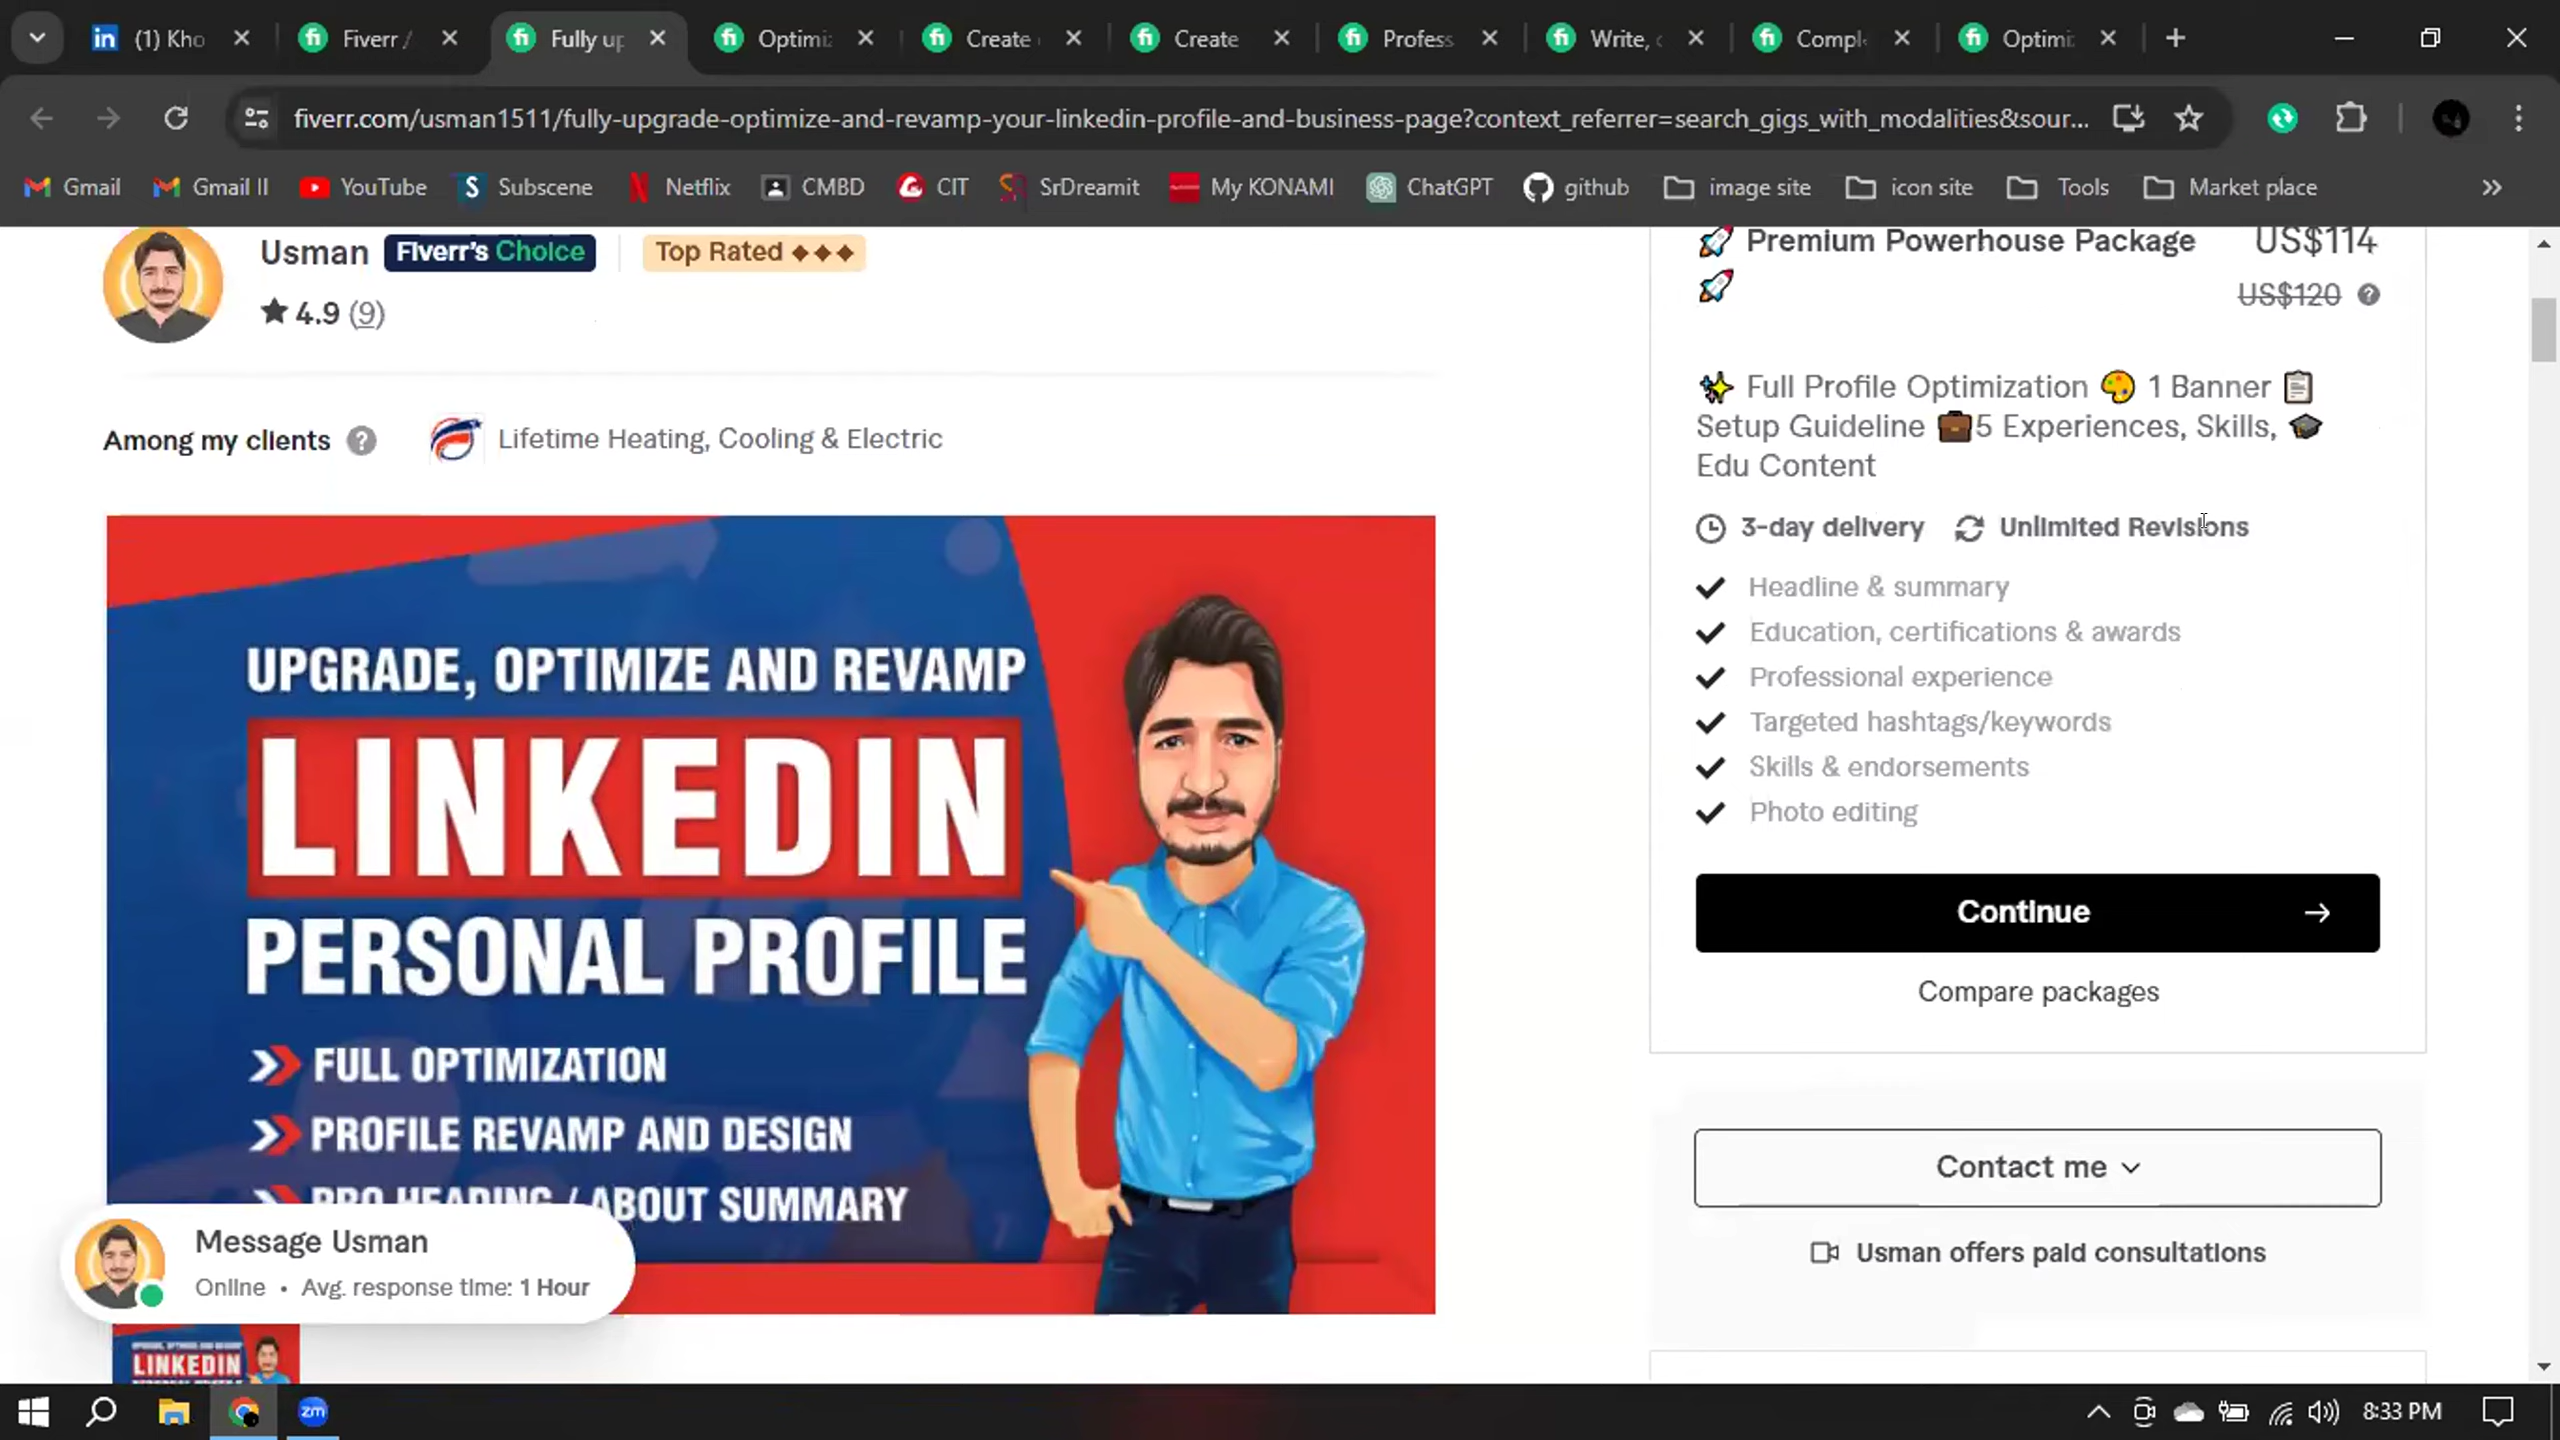 (1) Kho
Fiverr /
Fully up
Optimi
Create
Create
Profess
Write, c
Compl
Optimi
fiverr.com/usman1511/fully-upgrade-optimize-and-revamp-your-linkedin-profile-and-business-page?context_referrer=search_gigs_with_modalities&sour...
Gmail
Gmail II
YouTube
Subscene
Netflix
CMBD
CIT
SrDreamit
My KONAMI
ChatGPT
github
image site
icon site
Tools
Market place
Usman
Fiverr's Choice
Top Rated
4.9 (9)
Among my clients
Lifetime Heating, Cooling & Electric
UPGRADE, OPTIMIZE AND REVAMP
LINKEDIN
PERSONAL PROFILE
FULL OPTIMIZATION
PROFILE REVAMP AND DESIGN
PRO HEADING / ABOUT SUMMARY
Message Usman
Online • Avg. response time: 1 Hour
LINKEDIN
🚀 Premium Powerhouse Package
🚀
US$114
US$120
✨ Full Profile Optimization 🎨 1 Banner 📋
Setup Guideline 💼5 Experiences, Skills, 🎓
Edu Content
3-day delivery
Unlimited Revisions
Headline & summary
Education, certifications & awards
Professional experience
Targeted hashtags/keywords
Skills & endorsements
Photo editing
Continue
Compare packages
Contact me
Usman offers paid consultations
zm
8:33 PM